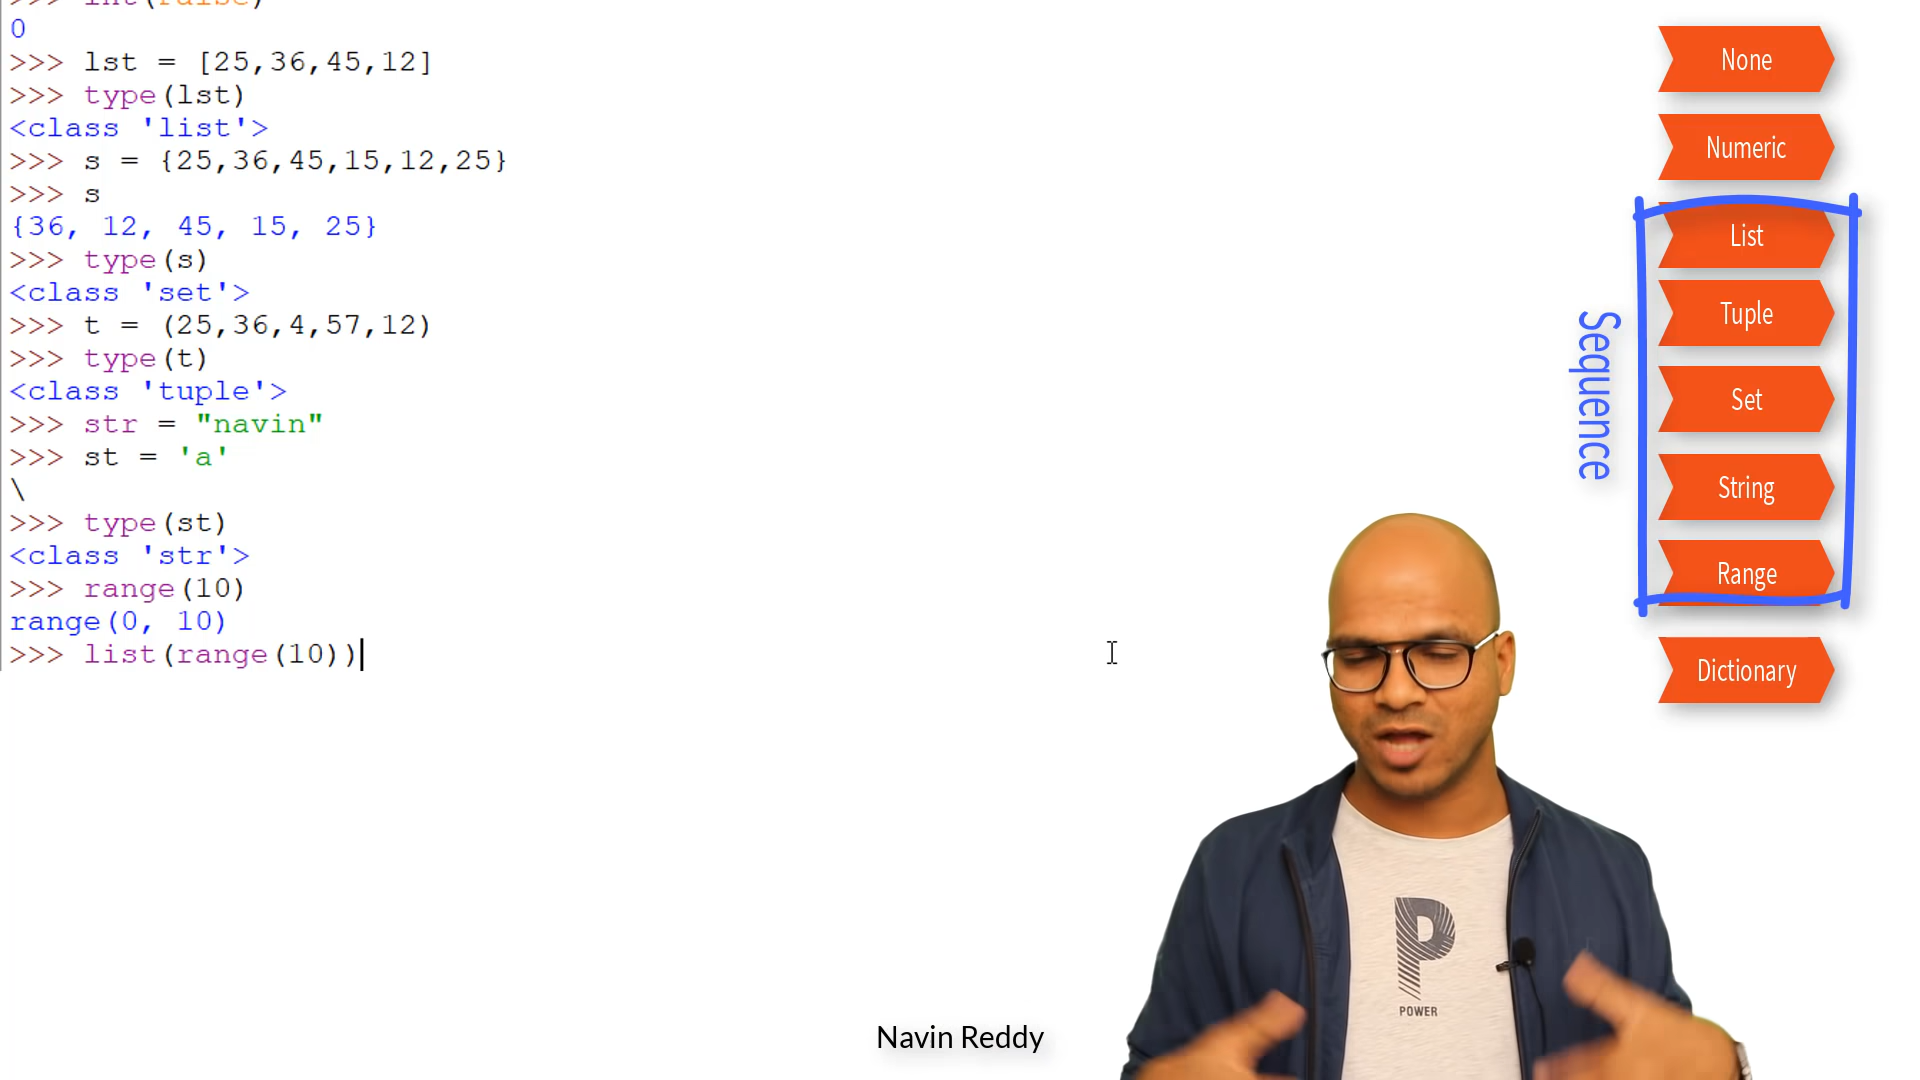 >>> int(False)
0
>>> lst = [25,36,45,12]
>>> type(lst)
<class 'list'>
>>> s = {25,36,45,15,12,25}
>>> s
{36, 12, 45, 15, 25}
>>> type(s)
<class 'set'>
>>> t = (25,36,4,57,12)
>>> type(t)
<class 'tuple'>
>>> str = "navin"
>>> st = 'a'
\
>>> type(st)
<class 'str'>
>>> range(10)
range(0, 10)
>>> list(range(10))
None
Numeric
List
Tuple
Set
String
Range
Dictionary
Sequence
P
POWER
Navin Reddy